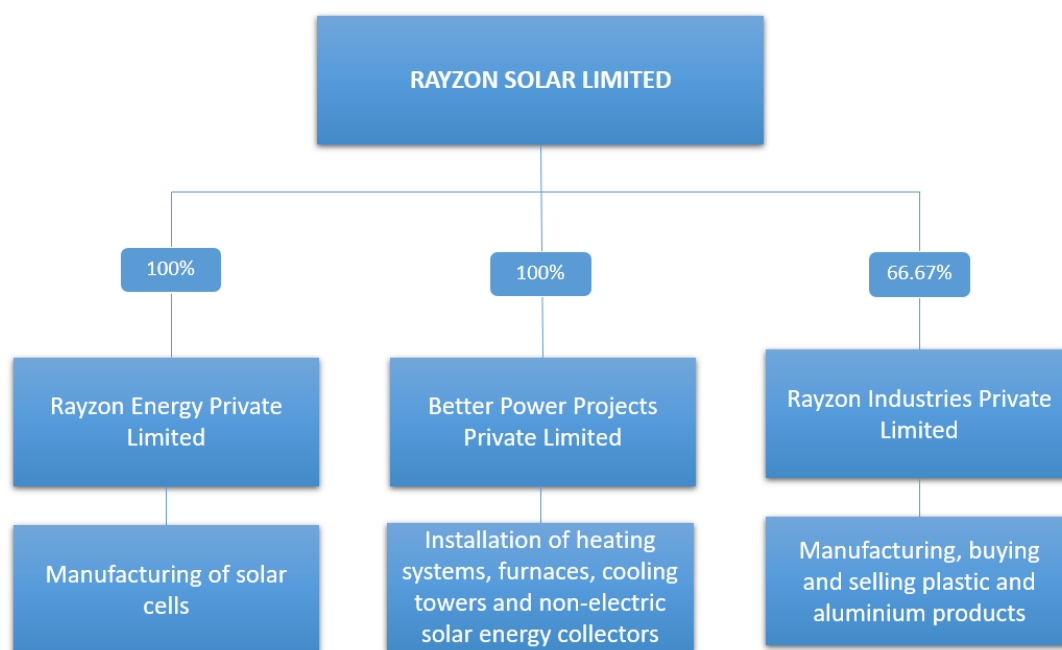 RAYZON SOLAR LIMITED
100%
100%
66.67%
Rayzon Energy Private
Limited
Better Power Projects
Private Limited
Rayzon Industries Private
Limited
Manufacturing of solar
cells
Installation of heating
systems, furnaces, cooling
towers and non-electric
solar energy collectors
Manufacturing, buying
and selling plastic and
aluminium products